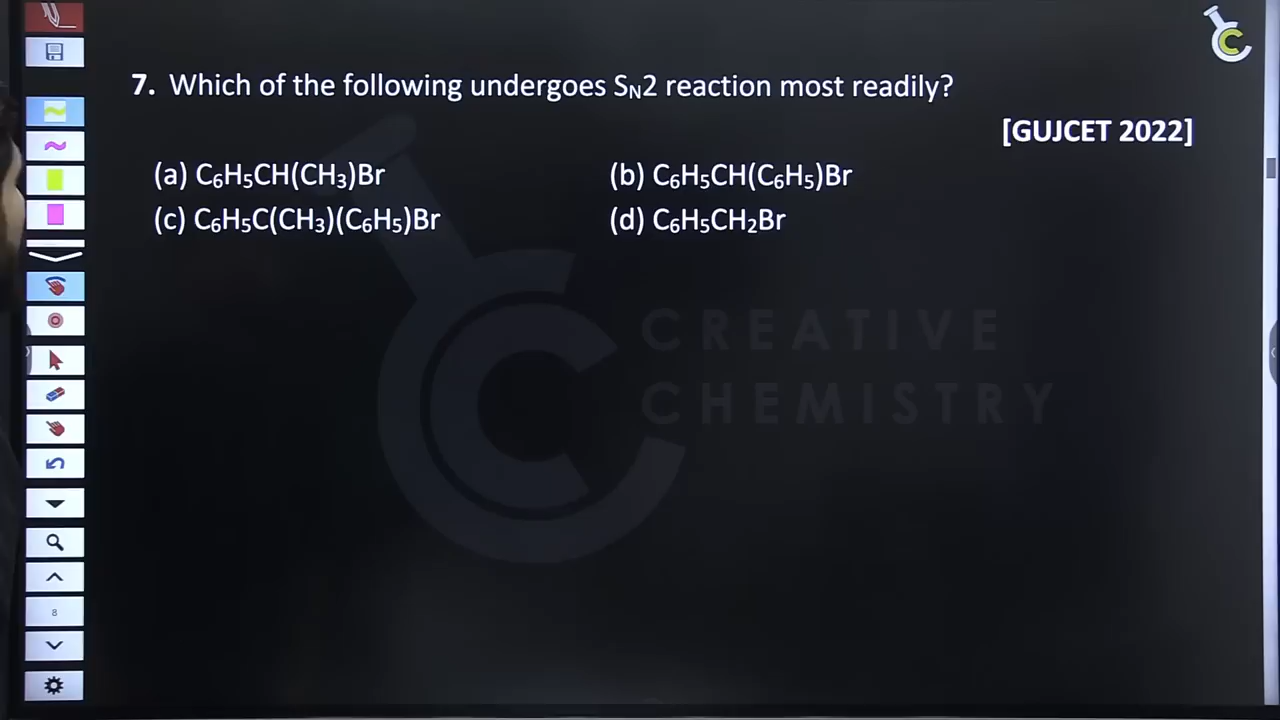 7. Which of the following undergoes Sₙ2 reaction most readily?
[GUJCET 2022]
(a) C₆H₅CH(CH₃)Br (b) C₆H₅CH(C₆H₅)Br
(c) C₆H₅C(CH₃)(C₆H₅)Br (d) C₆H₅CH₂Br
CREATIVE
CHEMISTRY
8